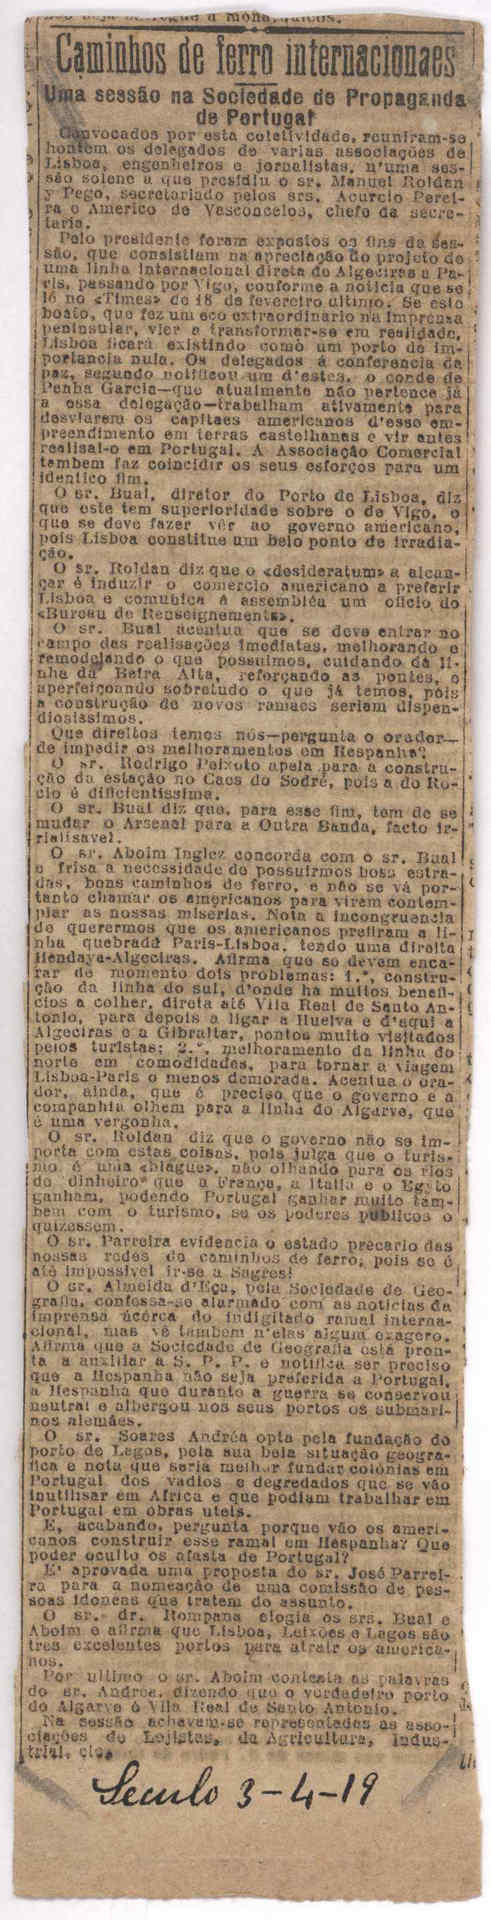 Caminhos de ferro internacionaes
Uma sessão na Sociedade de Propaganda
de Portugal
Convocados por esta coletividade, reuniram-se
hontem os delegados de varias associações de
Lisboa, engenheiros e jornalistas, n'uma ses-
são solene a que presidiu o sr. Manuel Roldan
y Pego, secretariado pelos srs. Acurcio Perei-
ra e Americo de Vasconcelos, chefe da secre-
taria.
Pelo presidente foram expostos os fins da ses-
são, que consistiam na apreciação do projeto de
uma linha internacional direta de Algeciras a Pa-
ris, passando por Vigo, conforme a noticia que se
lê no «Times» de 18 de fevereiro ultimo. Se este
boato, que fez um eco extraordinario na imprensa
peninsular, vier a transformar-se em realidade,
Lisboa ficará existindo como um porto de im-
portancia nula. Os delegados á conferencia da
paz, segundo notificou um d'estes, o conde de
Penha Garcia—que atualmente não pertence já
a essa delegação—trabalham ativamente para
desviarem os capitaes americanos d'esse em-
preendimento em terras castelhanas e vir antes
realisal-o em Portugal. A Associação Comercial
tambem faz coincidir os seus esforços para um
identico fim.
O sr. Bual, diretor do Porto de Lisboa, diz
que este tem superioridade sobre o de Vigo, o
que se deve fazer vêr ao governo americano,
pois Lisboa constitue um belo ponto de irradia-
ção.
O sr. Roldan diz que o «desideratum» a alcan-
çar é induzir o comercio americano a preferir
Lisboa e comunica á assembléa um oficio do
«Bureau de Renseignements».
O sr. Bual acentua que se deve entrar no
campo das realisações imediatas, melhorando e
remodelando o que possuimos, cuidando da li-
nha da Beira Alta, reforçando as pontes, e
aperfeiçoando sobretudo o que já temos, pois
a construção de novos ramaes seriam dispen-
diosissimos.
Que direitos temos nós—pergunta o orador—
de impedir os melhoramentos em Hespanha?
O sr. Rodrigo Peixoto apela para a constru-
ção da estação no Caes do Sodré, pois a do Ro-
cio é dificientissima.
O sr. Bual diz que, para esse fim, tem de se
mudar o Arsenal para a Outra Banda, facto ir-
rialisavel.
O sr. Aboim Inglez concorda com o sr. Bual
e frisa a necessidade de possuirmos boas estra-
das, bons caminhos de ferro, e não se vá por-
tanto chamar os americanos para virem contem-
plar as nossas miserias. Nota a incongruencia
de querermos que os americanos prefiram a li-
nha quebrada Paris-Lisboa, tendo uma direita
Hendaya-Algeciras. Afirma que se devem enca-
rar de momento dois problemas: 1.º, constru-
ção da linha do sul, d'onde ha muitos benefi-
cios a colher, direta até Vila Real de Santo An-
tonio, para depois a ligar a Huelva e d'aqui a
Algeciras e a Gibraltar, pontos muito visitados
pelos turistas; 2.º, melhoramento da linha do
norte em comodidades, para tornar a viagem
Lisboa-Paris o menos demorada. Acentua o ora-
dor, ainda, que é preciso que o governo e a
companhia olhem para a linha do Algarve, que
é uma vergonha.
O sr. Roldan diz que o governo não se im-
porta com estas coisas, pois julga que o turis-
mo é uma «blague», não olhando para os rios
de dinheiro que a França, a Italia e o Egyto
ganham, podendo Portugal ganhar muito tam-
bem com o turismo, se os poderes publicos o
quizessem.
O sr. Parreira evidencia o estado precario das
nossas redes de caminhos de ferro, pois se é
até impossivel ir-se a Sagres!
O sr. Almeida d'Eça, pela Sociedade de Geo-
grafia, confessa-se alarmado com as noticias da
imprensa ácerca do indigitado ramal interna-
cional, mas vê tambem n'elas algum exagero.
Afirma que a Sociedade de Geografia está pron-
ta a auxiliar a S. P. P. e notifica ser preciso
que a Hespanha não seja preferida a Portugal,
a Hespanha que durante a guerra se conservou
neutral e albergou nos seus portos os submari-
nos alemães.
O sr. Soares Andréa opta pela fundação do
porto de Lagos, pela sua bela situação geogra-
fica e nota que seria melhor fundar colónias em
Portugal dos vadios e degredados que se vão
inutilisar em Africa e que podiam trabalhar em
Portugal em obras uteis.
E, acabando, pergunta porque vão os ameri-
canos construir esse ramal em Hespanha? Que
poder oculto os afasta de Portugal?
E' aprovada uma proposta do sr. José Parrei-
ra para a nomeação de uma comissão de pes-
soas idoneas que tratem do assunto.
O sr. dr. Rompana elogia os srs. Bual e
Aboim e afirma que Lisboa, Leixões e Lagos são
tres excelentes portos para atrair os america-
nos.
Por ultimo o sr. Aboim contesta as palavras
do sr. Andréa, dizendo que o verdadeiro porto
do Algarve é Vila Real de Santo Antonio.
Na sessão achavam-se representados as asso-
ciações de Lojistas, da Agricultura, Indus-
trial, etc.
Seculo 3-4-19